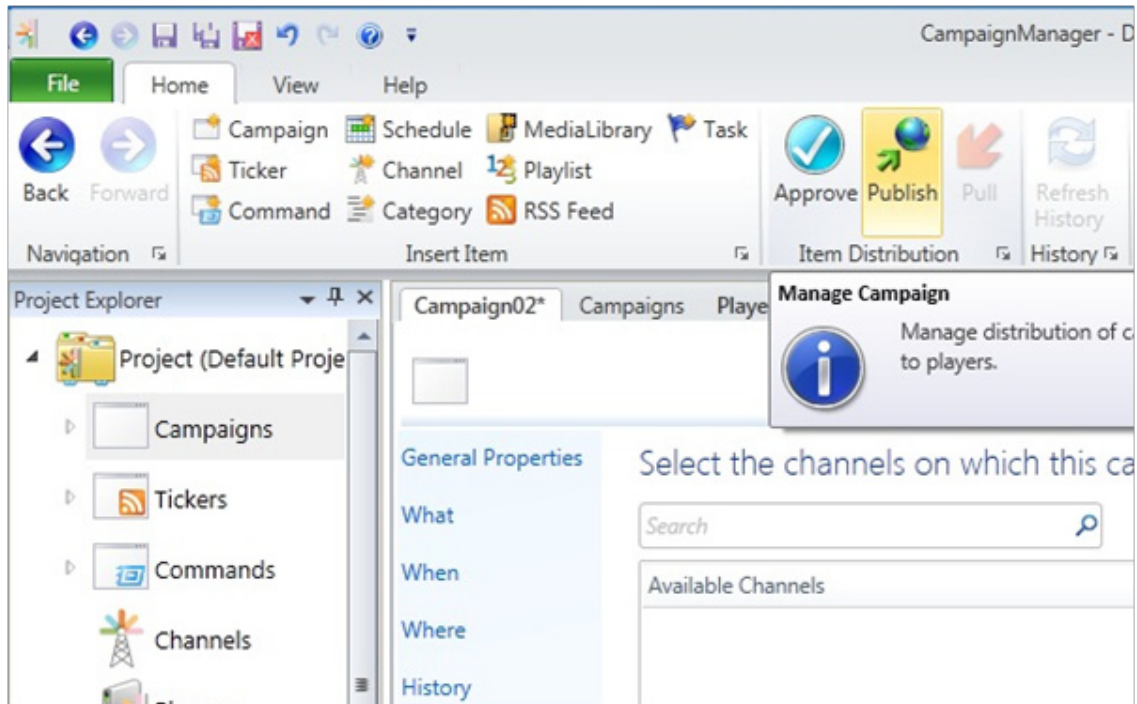 CampaignManager - D
File Home View Help
Campaign Schedule MediaLibrary Task
Ticker Channel 123 Playlist
Command Category RSS Feed
Back Forward
Approve Publish Pull Refresh History
Navigation Insert Item Item Distribution History
Project Explorer
Campaign02* Campaigns Playe
Manage Campaign
Manage distribution of c
to players.
Project (Default Proje
Campaigns
Tickers
Commands
Channels
General Properties
What
When
Where
History
Select the channels on which this ca
Search
Available Channels